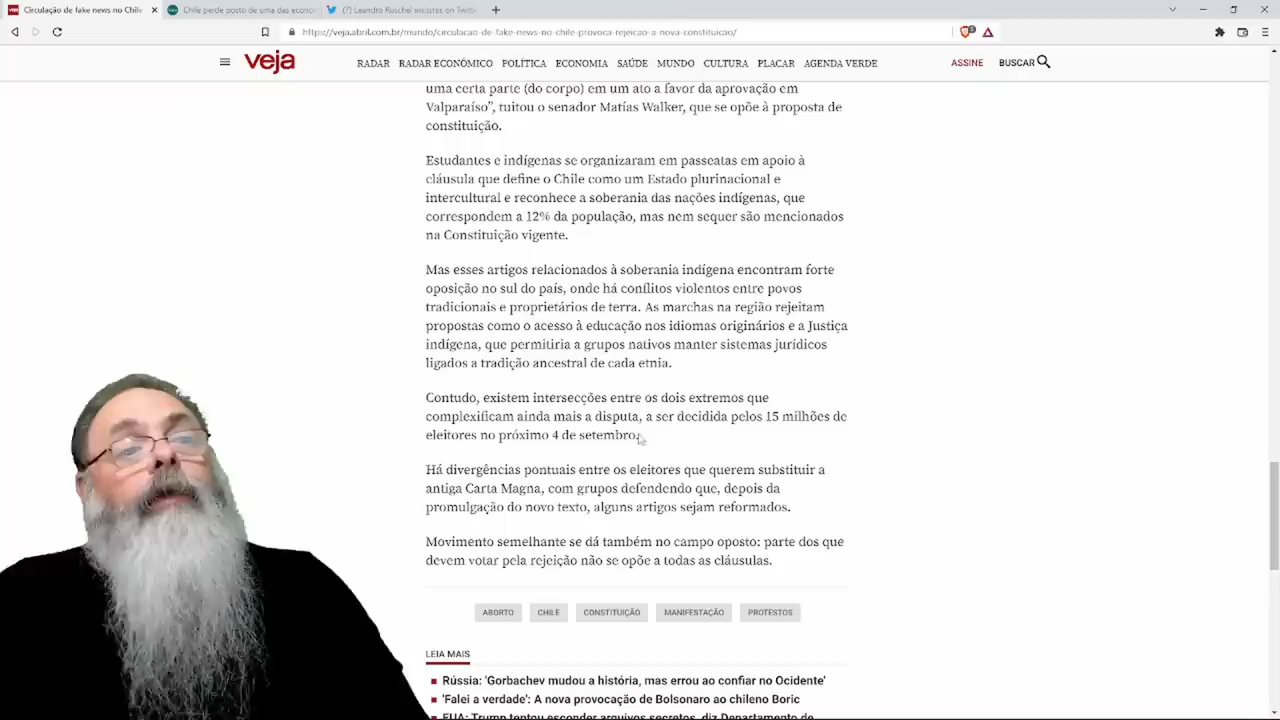 Circulação de fake news no Chile
Chile perde posto de uma das econo
(7) Leandro Ruschel on Twitt
https://veja.abril.com.br/mundo/circulacao-de-fake-news-no-chile-provoca-rejeicao-a-nova-constituicao/
veja
RADAR RADAR ECONÔMICO POLÍTICA ECONOMIA SAÚDE MUNDO CULTURA PLACAR AGENDA VERDE
ASSINE BUSCAR
uma certa parte (do corpo) em um ato a favor da aprovação em
Valparaíso”, tuitou o senador Matías Walker, que se opõe à proposta de
constituição.
Estudantes e indígenas se organizaram em passeatas em apoio à
cláusula que define o Chile como um Estado plurinacional e
intercultural e reconhece a soberania das nações indígenas, que
correspondem a 12% da população, mas nem sequer são mencionados
na Constituição vigente.
Mas esses artigos relacionados à soberania indígena encontram forte
oposição no sul do país, onde há conflitos violentos entre povos
tradicionais e proprietários de terra. As marchas na região rejeitam
propostas como o acesso à educação nos idiomas originários e a Justiça
indígena, que permitiria a grupos nativos manter sistemas jurídicos
ligados a tradição ancestral de cada etnia.
Contudo, existem intersecções entre os dois extremos que
complexificam ainda mais a disputa, a ser decidida pelos 15 milhões de
eleitores no próximo 4 de setembro.
Há divergências pontuais entre os eleitores que querem substituir a
antiga Carta Magna, com grupos defendendo que, depois da
promulgação do novo texto, alguns artigos sejam reformados.
Movimento semelhante se dá também no campo oposto: parte dos que
devem votar pela rejeição não se opõe a todas as cláusulas.
ABORTO CHILE CONSTITUIÇÃO MANIFESTAÇÃO PROTESTOS
LEIA MAIS
Rússia: 'Gorbachev mudou a história, mas errou ao confiar no Ocidente'
'Falei a verdade': A nova provocação de Bolsonaro ao chileno Boric
EUA: Trump tentou esconder arquivos secretos, diz Departamento de